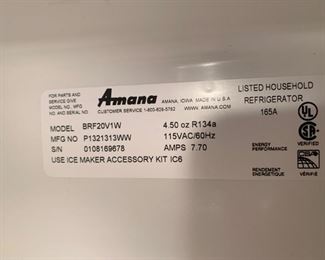 FOR PARTS AND
SERVICE GIVE
MODEL NO. MFG
NO. AND SERIAL NO.
Amana
AMANA, IOWA MADE IN U.S.A
CUSTOMER SERVICE 1-800-628-5782 WWW.AMANA.COM
LISTED HOUSEHOLD
REFRIGERATOR
165A
MODEL BRF20V1W 4.50 oz R134a
MFG NO P1321313WW 115VAC/60Hz
S/N 0108169678 AMPS 7.70
USE ICE MAKER ACCESSORY KIT IC6
ENERGY
PERFORMANCE
VERIFIED
RENDEMENT
ÉNERGÉTIQUE
VÉRIFIÉ